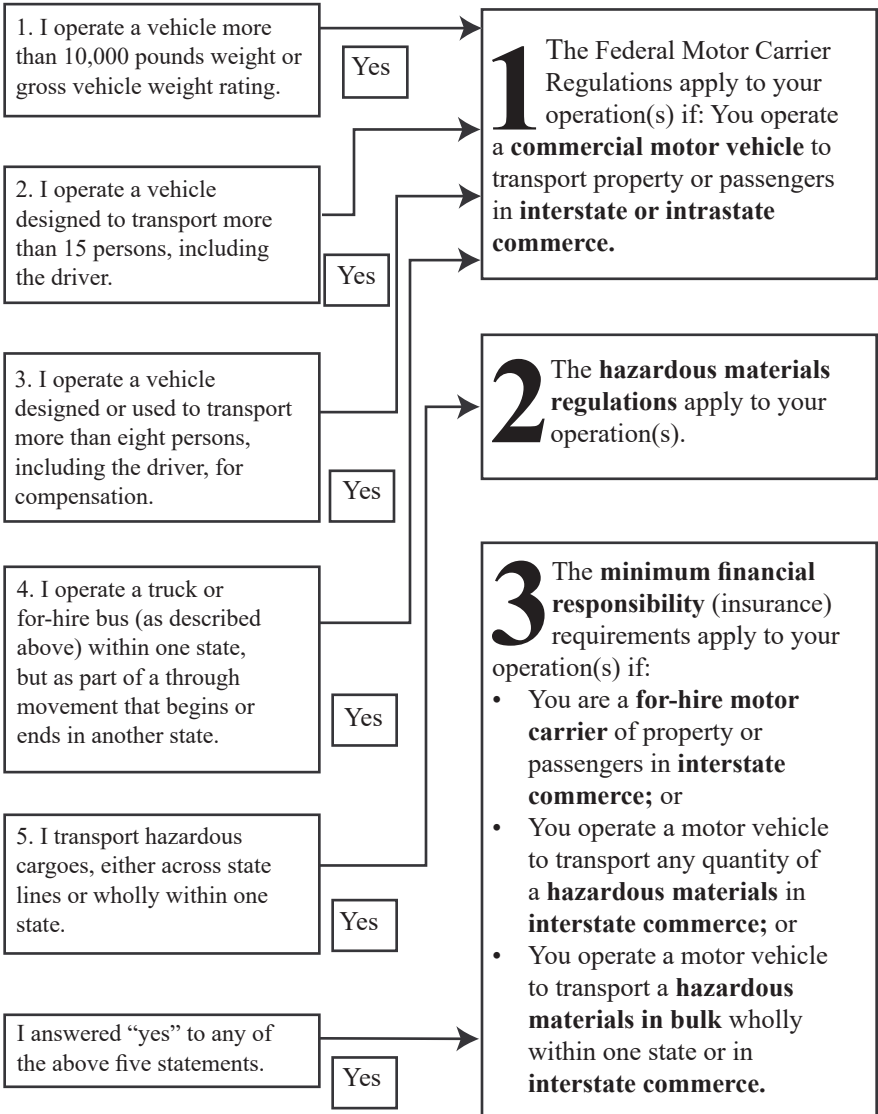 1. I operate a vehicle more
than 10,000 pounds weight or
gross vehicle weight rating.
Yes
2. I operate a vehicle
designed to transport more
than 15 persons, including
the driver.
Yes
3. I operate a vehicle
designed or used to transport
more than eight persons,
including the driver, for
compensation.
Yes
4. I operate a truck or
for-hire bus (as described
above) within one state,
but as part of a through
movement that begins or
ends in another state.
Yes
5. I transport hazardous
cargoes, either across state
lines or wholly within one
state.
Yes
I answered “yes” to any of
the above five statements.
Yes
1 The Federal Motor Carrier
Regulations apply to your
operation(s) if: You operate
a commercial motor vehicle to
transport property or passengers
in interstate or intrastate
commerce.
2 The hazardous materials
regulations apply to your
operation(s).
3 The minimum financial
responsibility (insurance)
requirements apply to your
operation(s) if:
• You are a for-hire motor
carrier of property or
passengers in interstate
commerce; or
• You operate a motor vehicle
to transport any quantity of
a hazardous materials in
interstate commerce; or
• You operate a motor vehicle
to transport a hazardous
materials in bulk wholly
within one state or in
interstate commerce.